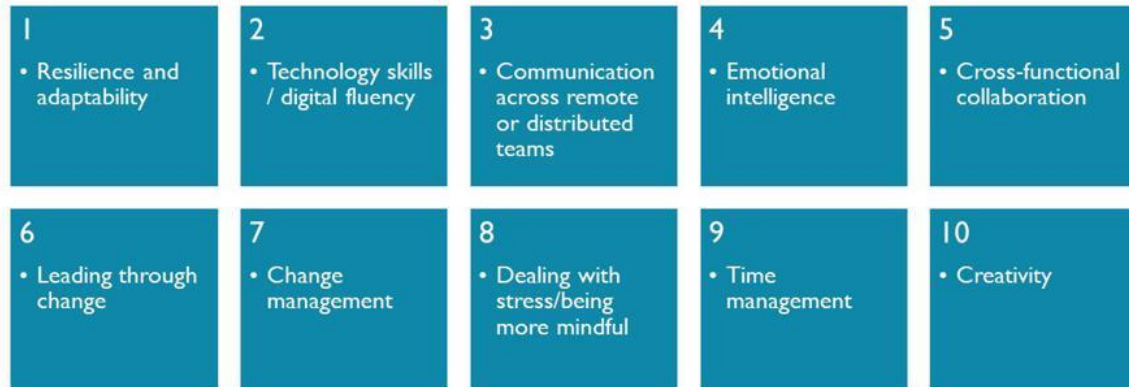 1
• Resilience and
adaptability
2
• Technology skills
/ digital fluency
3
• Communication
across remote
or distributed
teams
4
• Emotional
intelligence
5
• Cross-functional
collaboration
6
• Leading through
change
7
• Change
management
8
• Dealing with
stress/being
more mindful
9
• Time
management
10
• Creativity